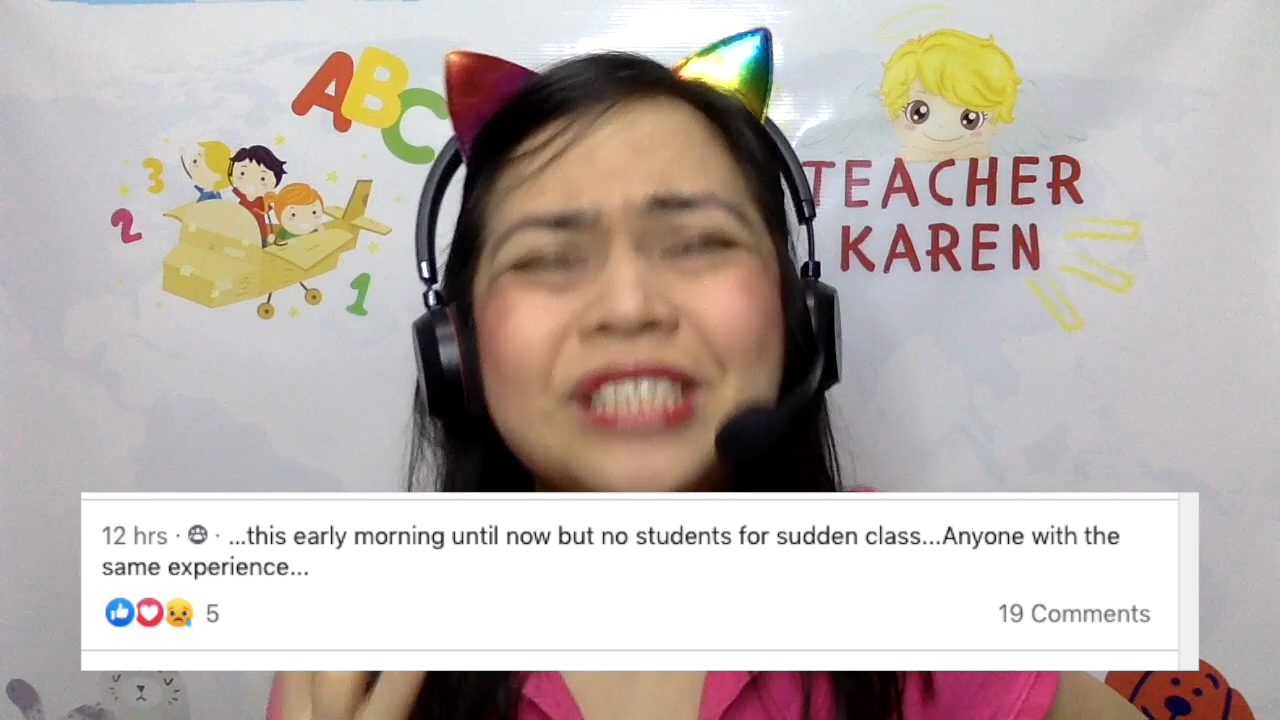 ABC
3
2
1
TEACHER
KAREN
12 hrs · · ...this early morning until now but no students for sudden class...Anyone with the
same experience...
5
19 Comments